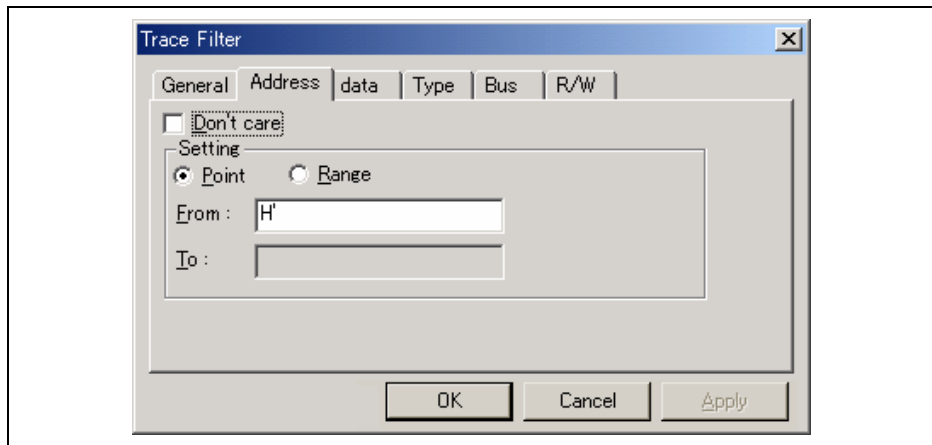 Trace Filter
General Address data Type Bus R/W
Don't care
Setting
Point Range
From : H'
To :
OK Cancel Apply